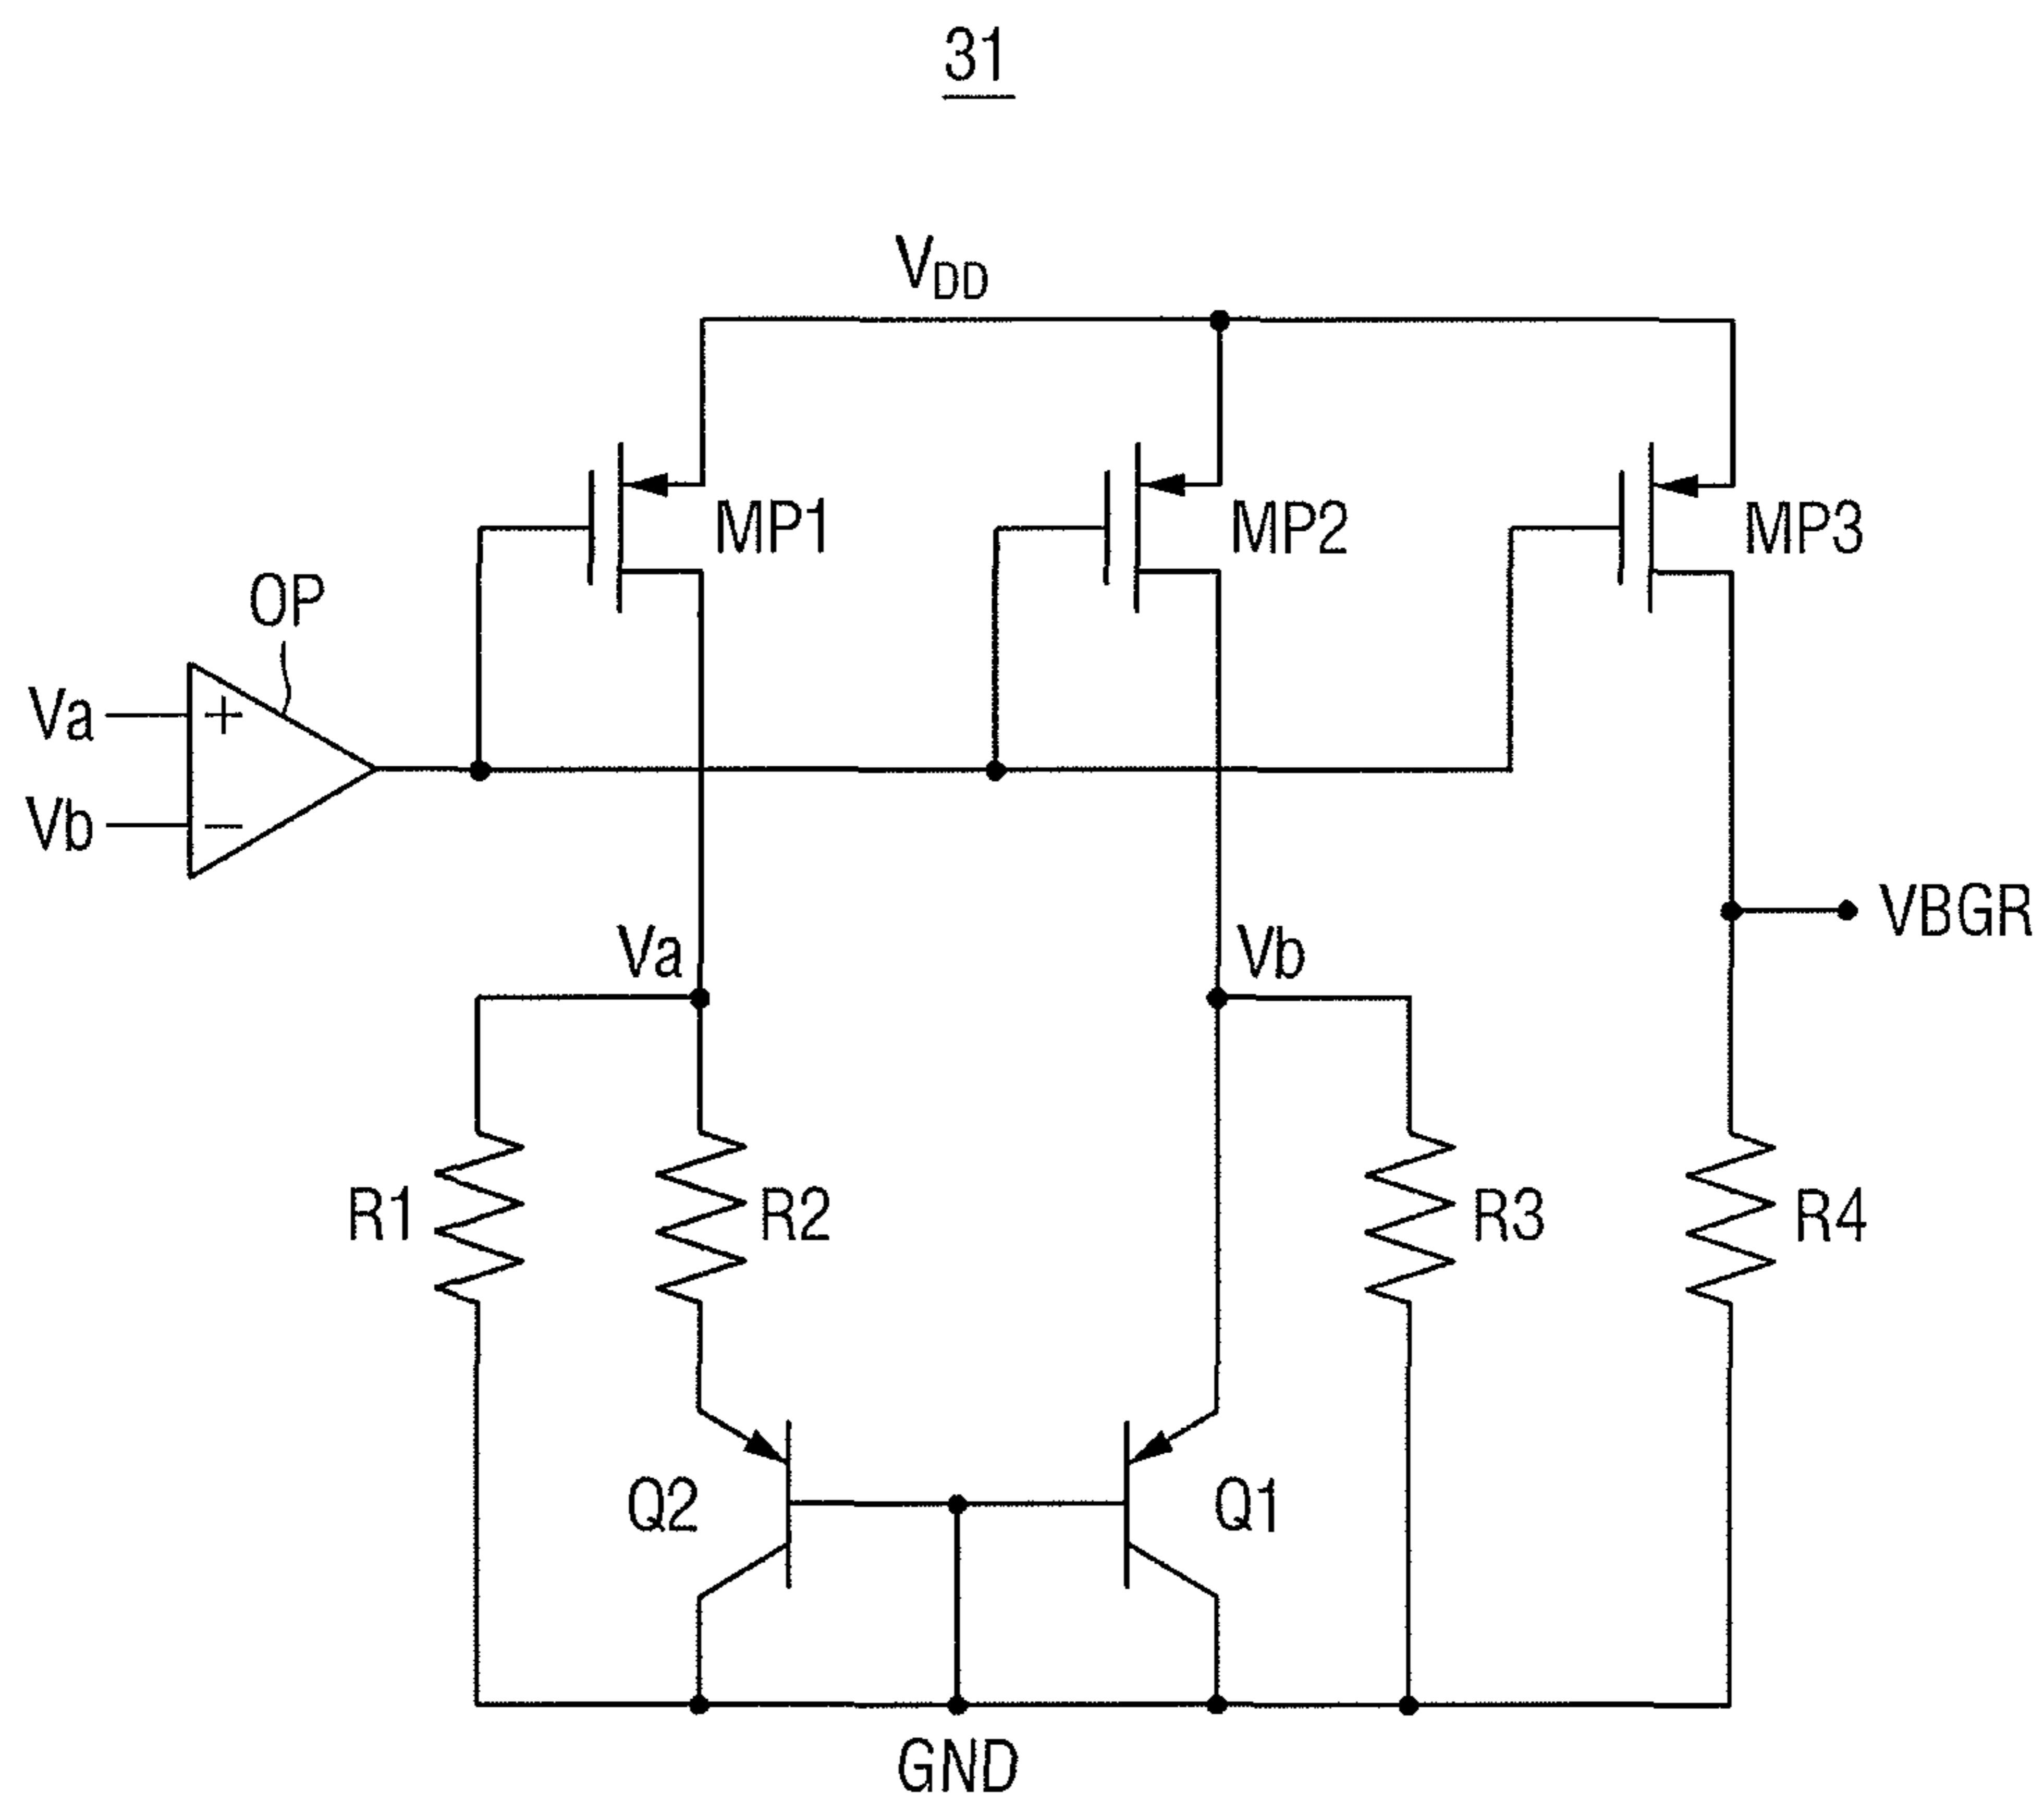 31
VDD
MP1
MP2
MP3
OP
Va
+
Vb
−
Va
Vb
VBGR
R1
R2
R3
R4
Q2
Q1
GND